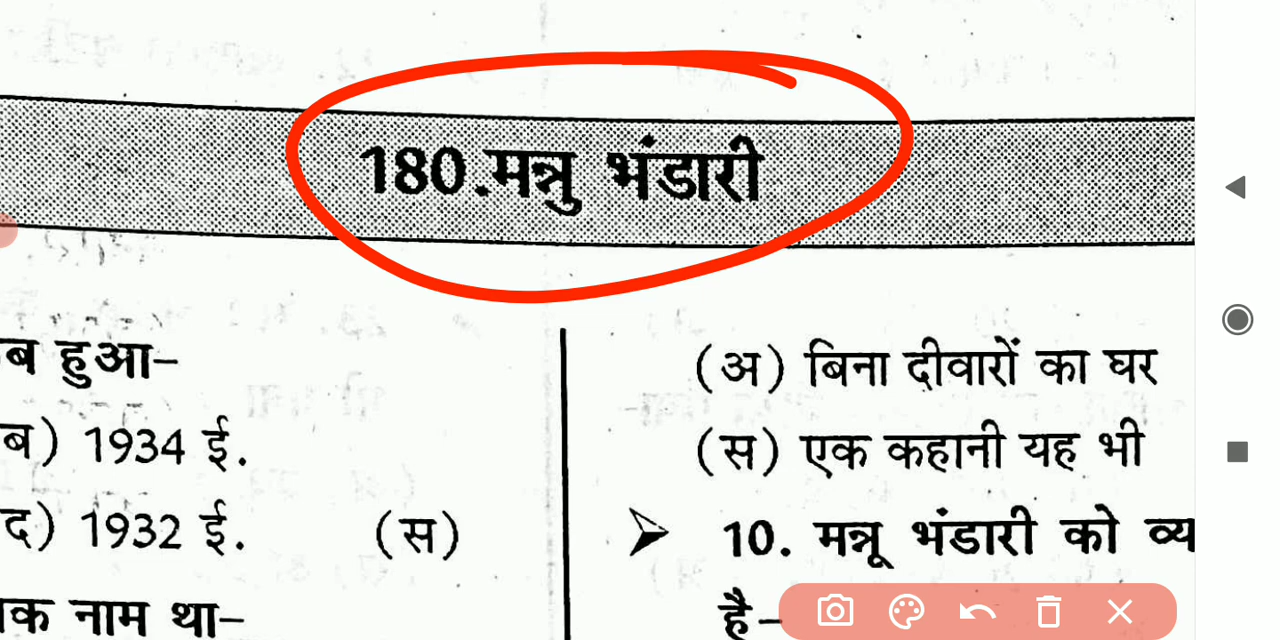 180.मन्नु भंडारी
हुआ-
ब) 1934 ई.
द) 1932 ई. (स)
नाम था-
(अ) बिना दीवारों का घर
(स) एक कहानी यह भी
10. मन्नू भंडारी को
है-